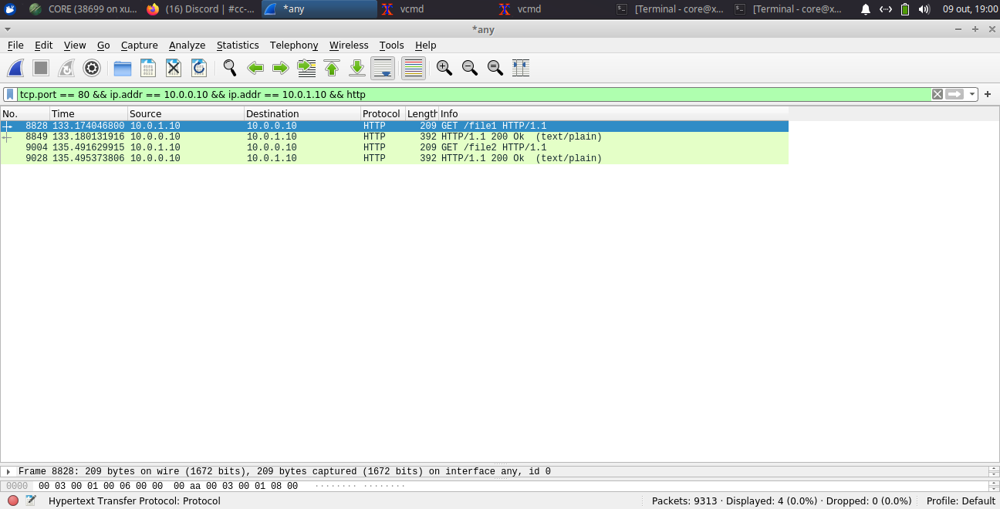 CORE (38699 on xu... (16) Discord | #cc-... *any vcmd vcmd [Terminal - core@x... [Terminal - core@x... 09 out, 19:00
*any
File Edit View Go Capture Analyze Statistics Telephony Wireless Tools Help
tcp.port == 80 && ip.addr == 10.0.0.10 && ip.addr == 10.0.1.10 && http
No. Time Source Destination Protocol Length Info
8828 133.174046800 10.0.1.10 10.0.0.10 HTTP 209 GET /file1 HTTP/1.1
8849 133.180131916 10.0.0.10 10.0.1.10 HTTP 392 HTTP/1.1 200 Ok (text/plain)
9004 135.491629915 10.0.1.10 10.0.0.10 HTTP 209 GET /file2 HTTP/1.1
9028 135.495373806 10.0.0.10 10.0.1.10 HTTP 392 HTTP/1.1 200 Ok (text/plain)
Frame 8828: 209 bytes on wire (1672 bits), 209 bytes captured (1672 bits) on interface any, id 0
0000 00 03 00 01 00 06 00 00 00 aa 00 03 00 01 08 00 ········ ········
Hypertext Transfer Protocol: Protocol Packets: 9313 · Displayed: 4 (0.0%) · Dropped: 0 (0.0%) Profile: Default